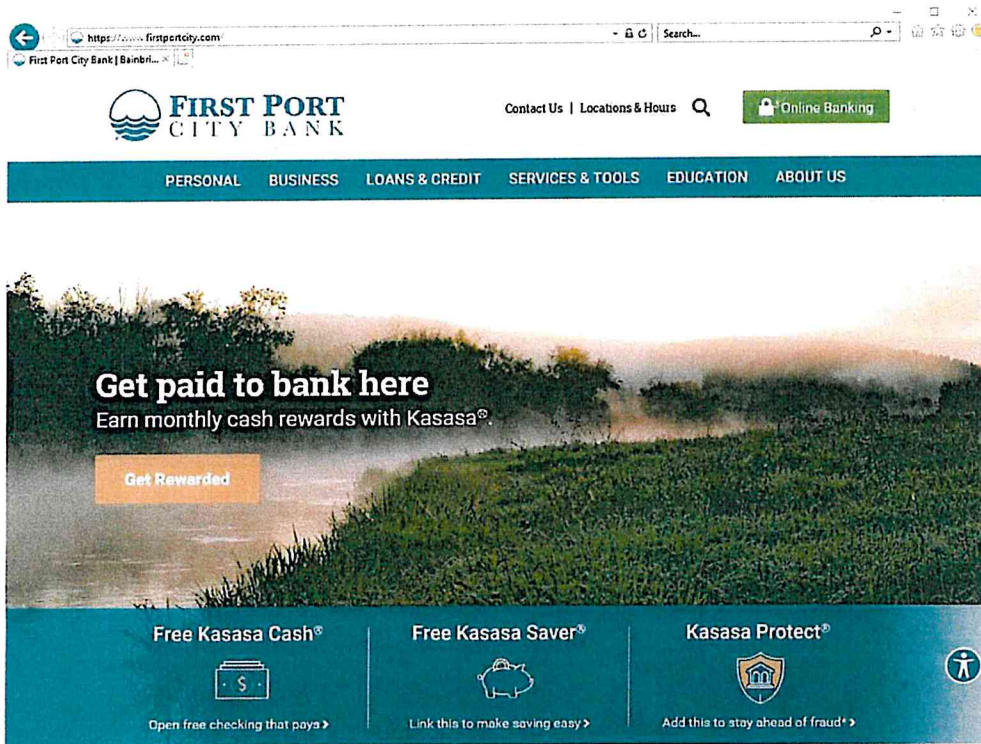 https://www.firstportcity.com
Search...
First Port City Bank | Bainbri...
FIRST PORT
CITY BANK
Contact Us | Locations & Hours
Online Banking
PERSONAL BUSINESS LOANS & CREDIT SERVICES & TOOLS EDUCATION ABOUT US
Get paid to bank here
Earn monthly cash rewards with Kasasa®.
Get Rewarded
Free Kasasa Cash® Free Kasasa Saver® Kasasa Protect®
$
Open free checking that pays > Link this to make saving easy > Add this to stay ahead of fraud* >